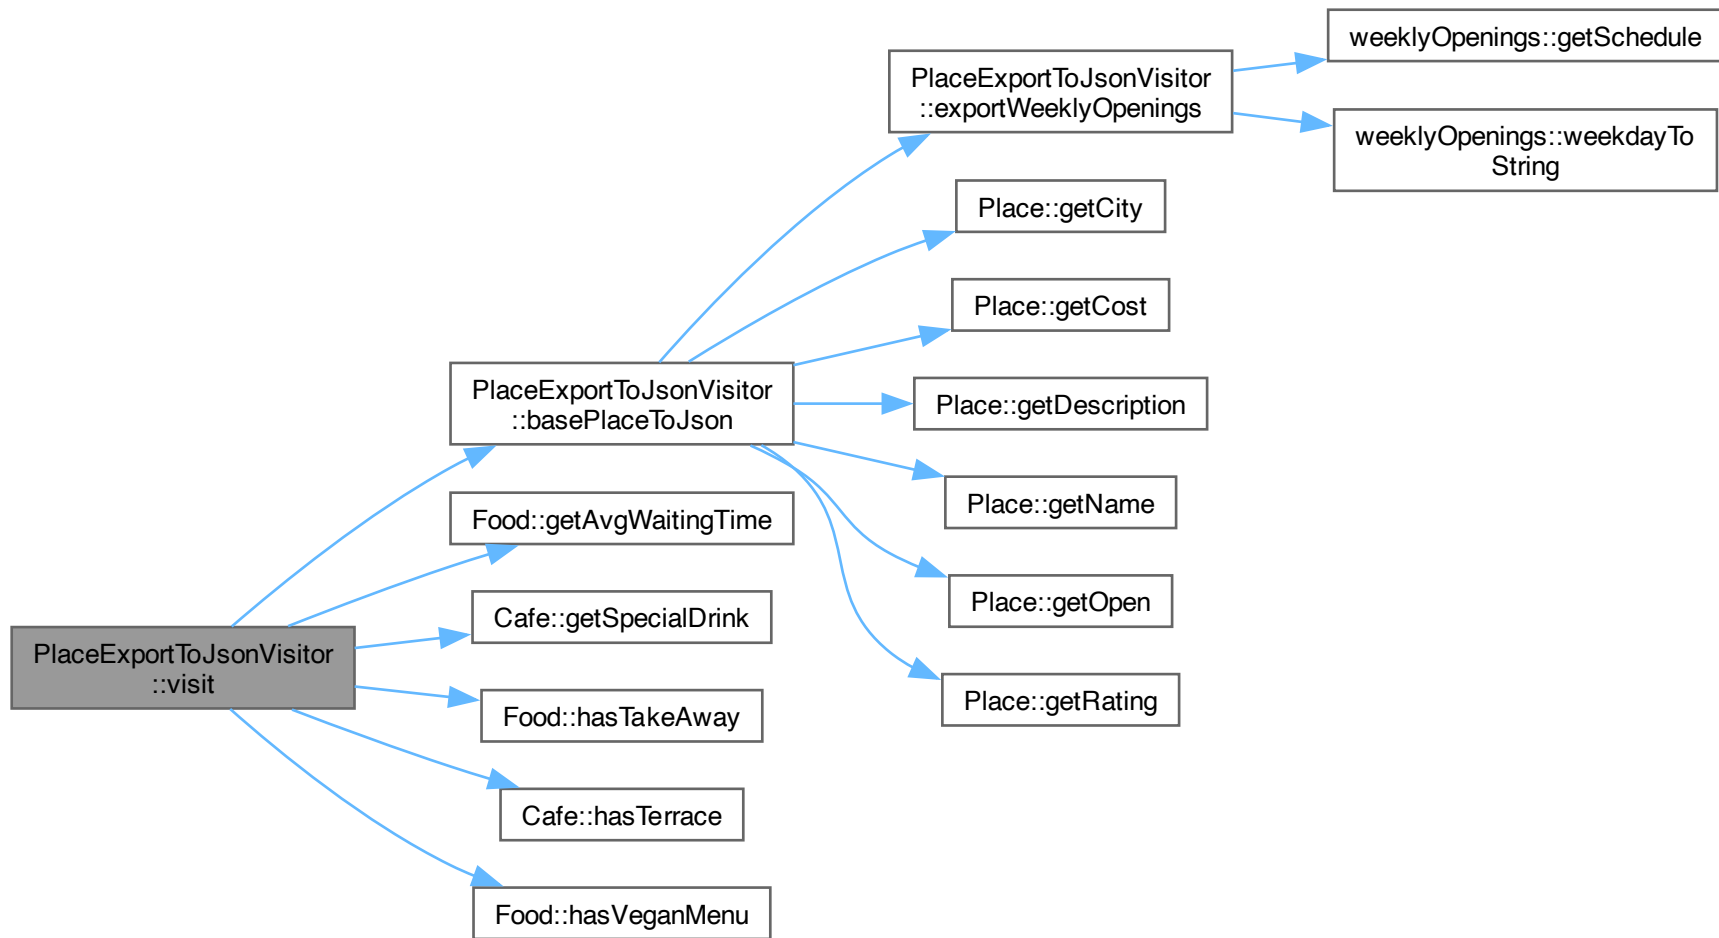 weeklyOpenings::getSchedule
PlaceExportToJsonVisitor
::exportWeeklyOpenings
weeklyOpenings::weekdayTo
String
Place::getCity
Place::getCost
PlaceExportToJsonVisitor
::basePlaceToJson
Place::getDescription
Place::getName
Food::getAvgWaitingTime
Place::getOpen
Cafe::getSpecialDrink
PlaceExportToJsonVisitor
::visit
Place::getRating
Food::hasTakeAway
Cafe::hasTerrace
Food::hasVeganMenu